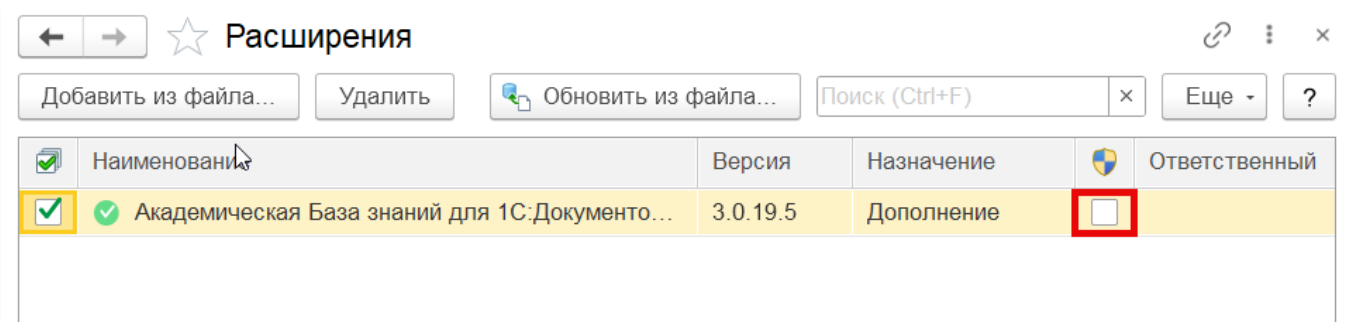 Расширения
Добавить из файла... Удалить Обновить из файла... Поиск (Ctrl+F) × Еще ?
Наименование Версия Назначение Ответственный
Академическая База знаний для 1С:Документо... 3.0.19.5 Дополнение